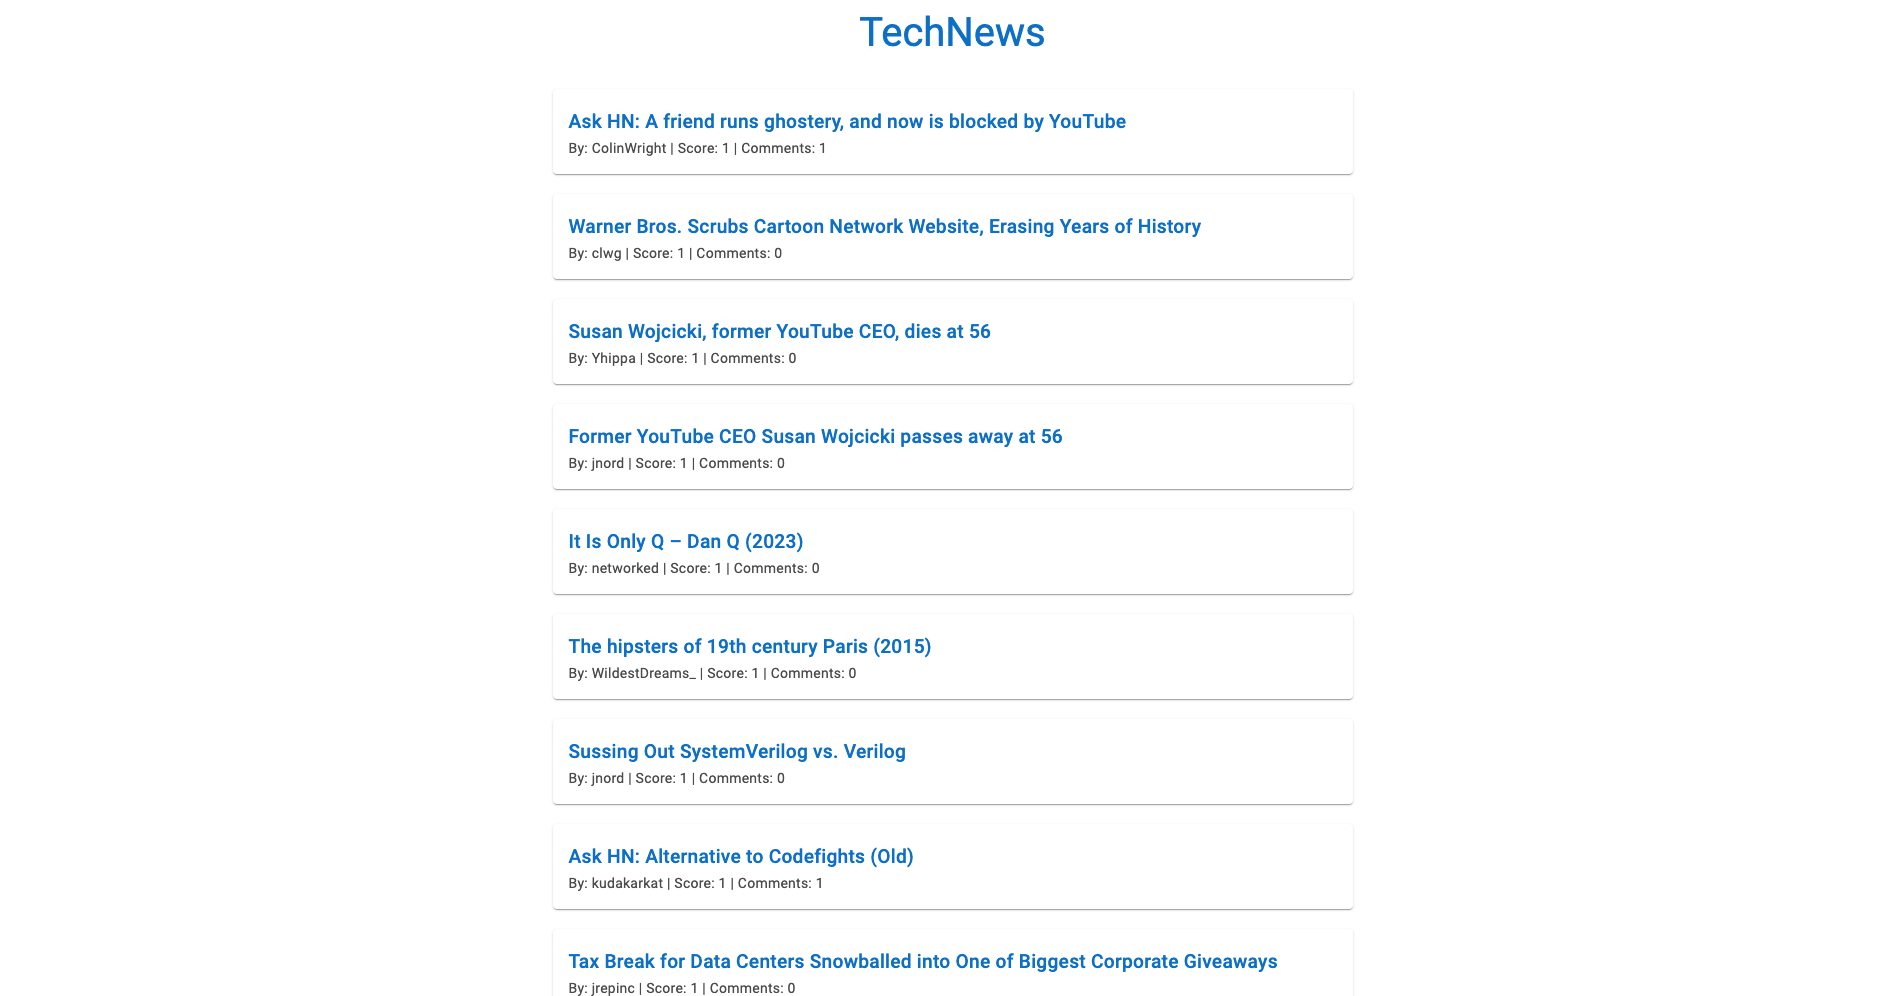 TechNews
Ask HN: A friend runs ghostery, and now is blocked by YouTube
By: ColinWright | Score: 1 | Comments: 1
Warner Bros. Scrubs Cartoon Network Website, Erasing Years of History
By: clwg | Score: 1 | Comments: 0
Susan Wojcicki, former YouTube CEO, dies at 56
By: Yhippa | Score: 1 | Comments: 0
Former YouTube CEO Susan Wojcicki passes away at 56
By: jnord | Score: 1 | Comments: 0
It Is Only Q – Dan Q (2023)
By: networked | Score: 1 | Comments: 0
The hipsters of 19th century Paris (2015)
By: WildestDreams_ | Score: 1 | Comments: 0
Sussing Out SystemVerilog vs. Verilog
By: jnord | Score: 1 | Comments: 0
Ask HN: Alternative to Codefights (Old)
By: kudakarkat | Score: 1 | Comments: 1
Tax Break for Data Centers Snowballed into One of Biggest Corporate Giveaways
By: jrepinc | Score: 1 | Comments: 0